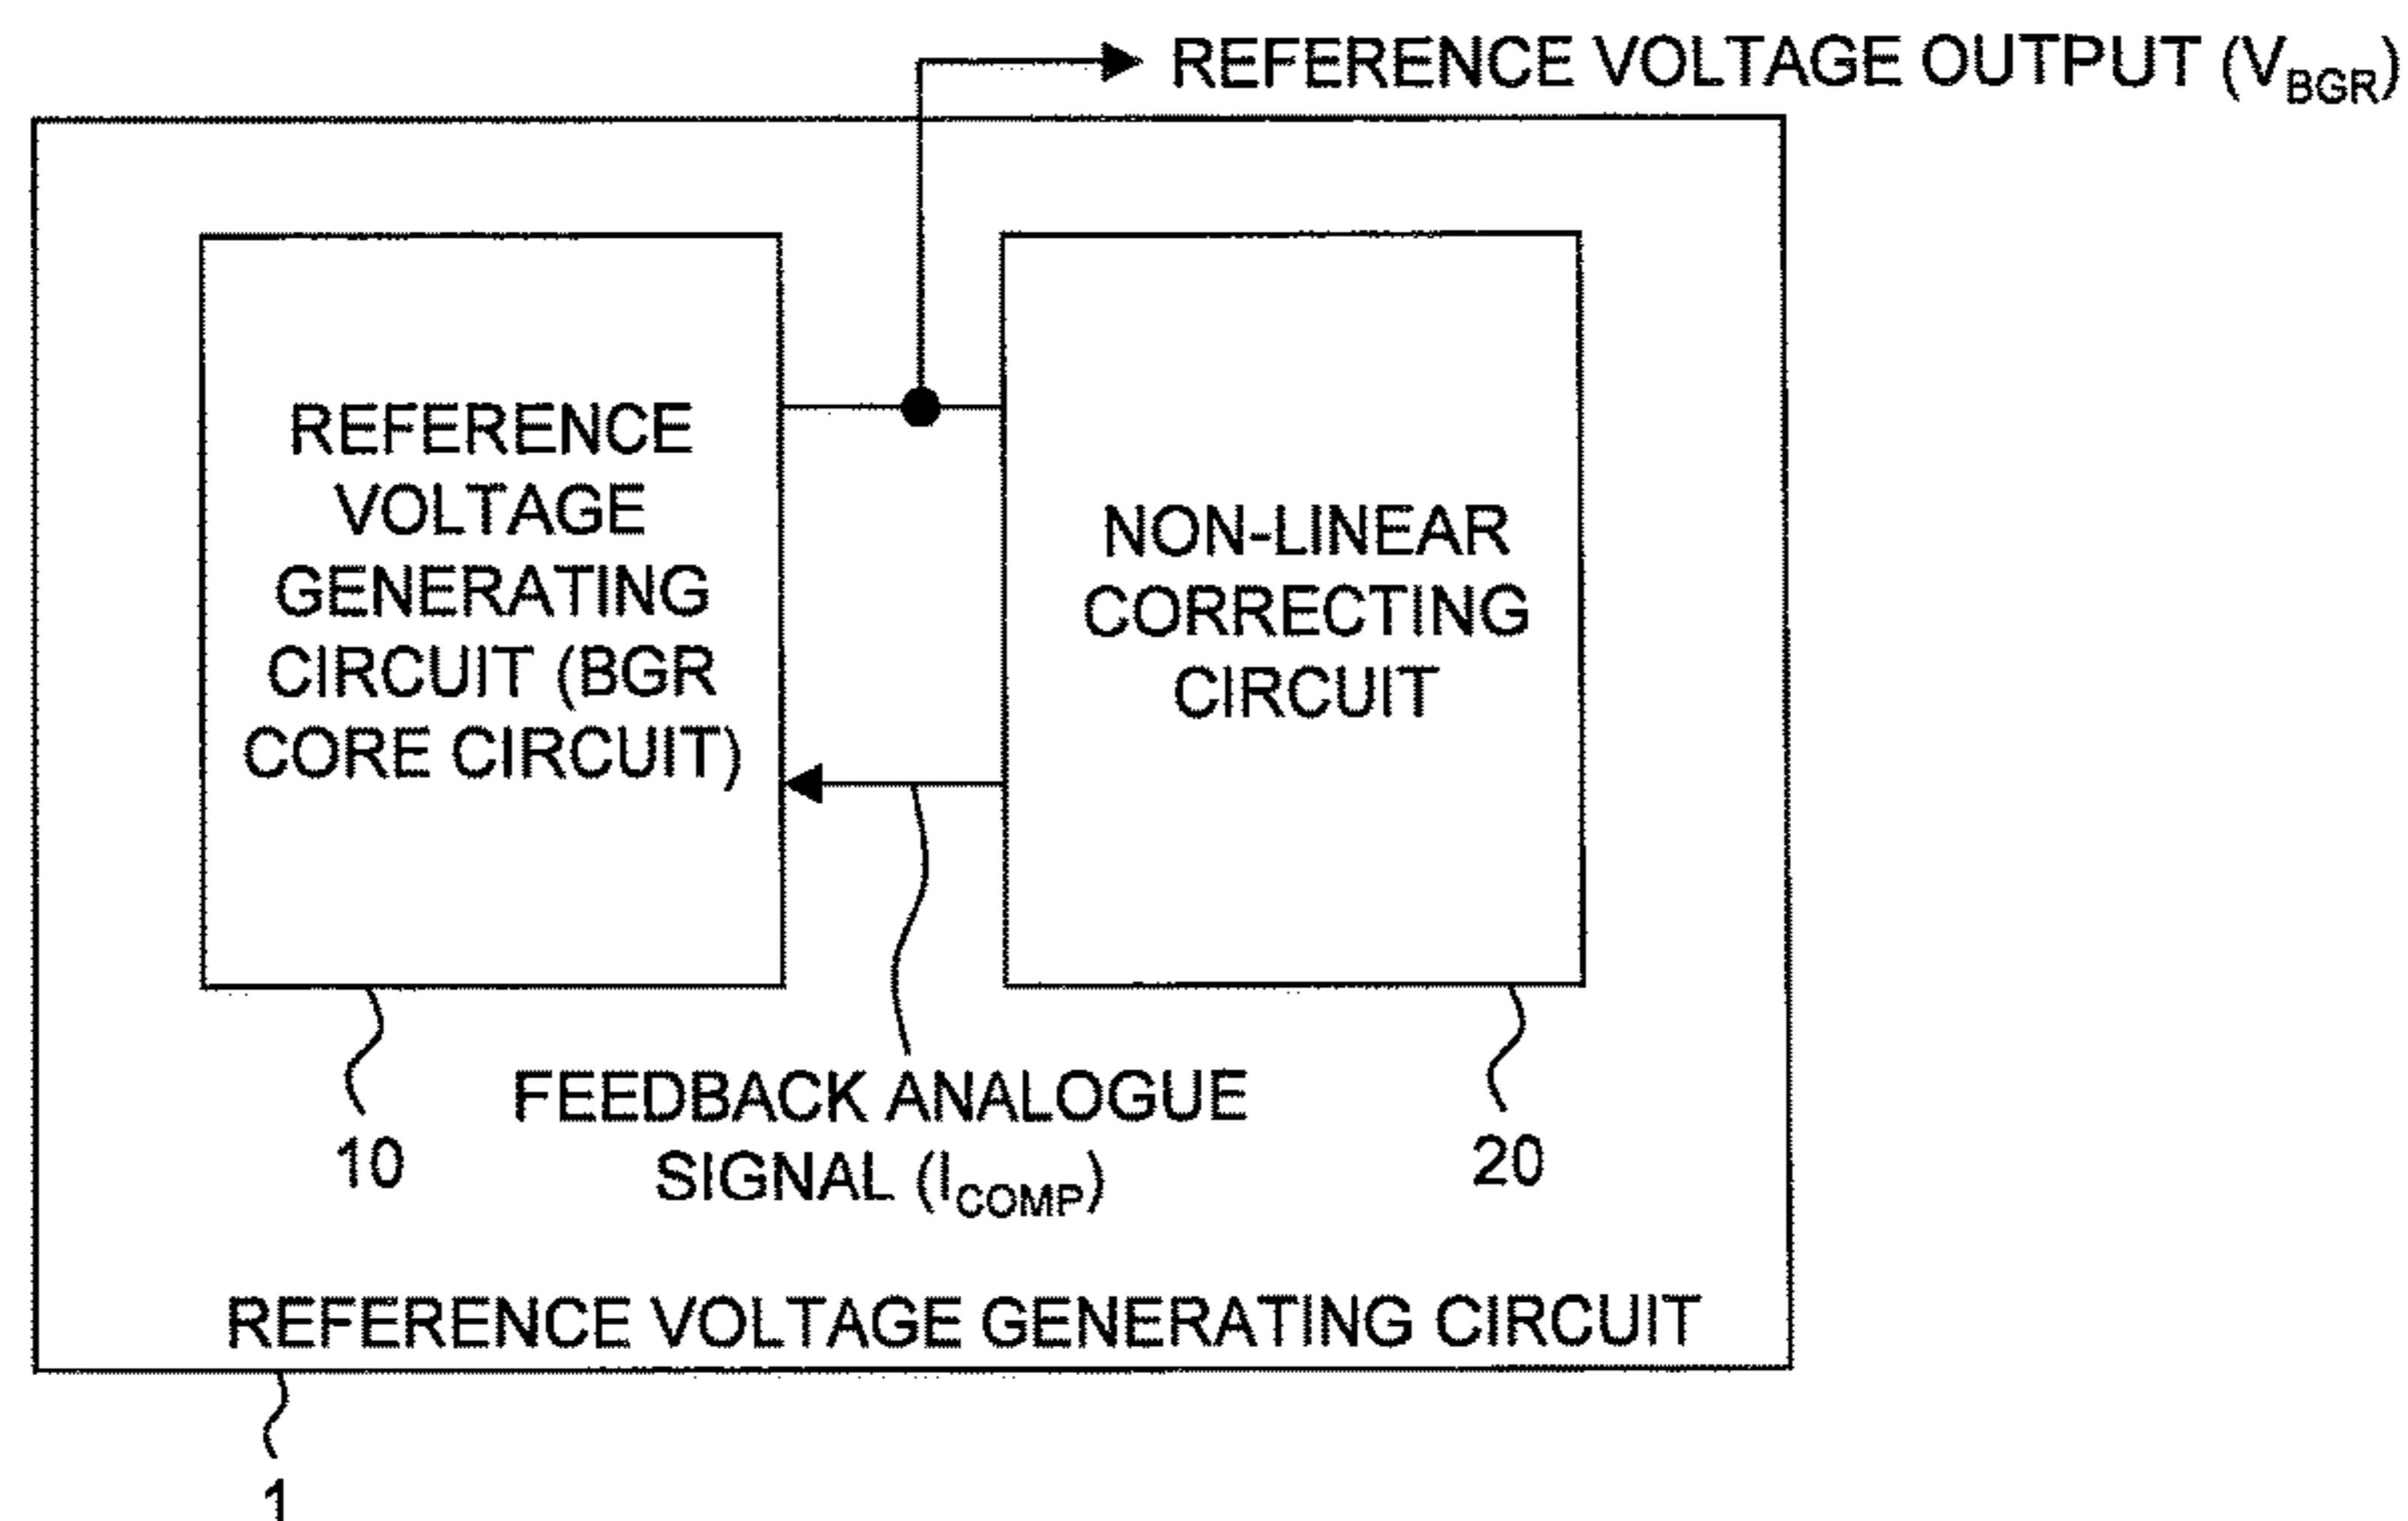 REFERENCE VOLTAGE OUTPUT (VBGR)
REFERENCE
VOLTAGE
GENERATING
CIRCUIT (BGR
CORE CIRCUIT)
NON-LINEAR
CORRECTING
CIRCUIT
10
FEEDBACK ANALOGUE
SIGNAL (ICOMP)
20
REFERENCE VOLTAGE GENERATING CIRCUIT
1